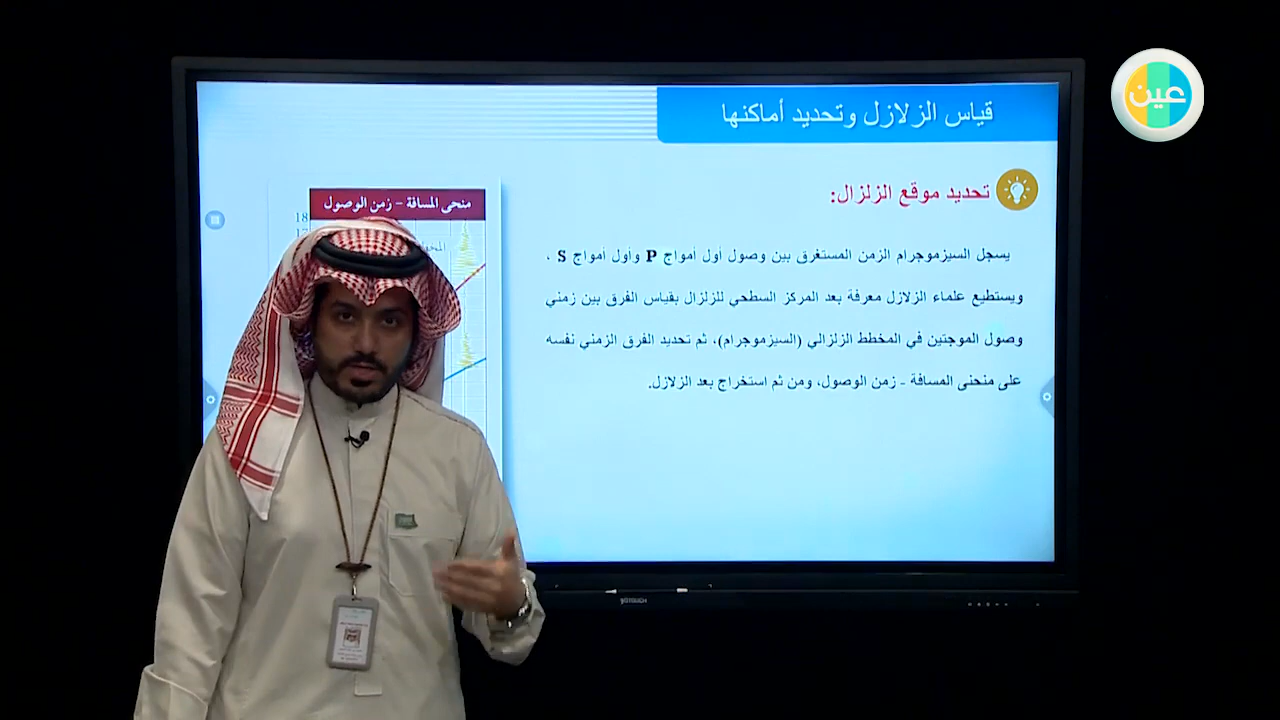 عين
قياس الزلازل وتحديد أماكنها
تحديد موقع الزلزال:
يسجل السيزموجرام الزمن المستغرق بين وصول أول أمواج P وأول أمواج S ،
ويستطيع علماء الزلازل معرفة بعد المركز السطحي للزلزال بقياس الفرق بين زمني
وصول الموجتين في المخطط الزلزالي (السيزموجرام)، ثم تحديد الفرق الزمني نفسه
على منحنى المسافة - زمن الوصول، ومن ثم استخراج بعد الزلازل.
منحى المسافة - زمن الوصول
18